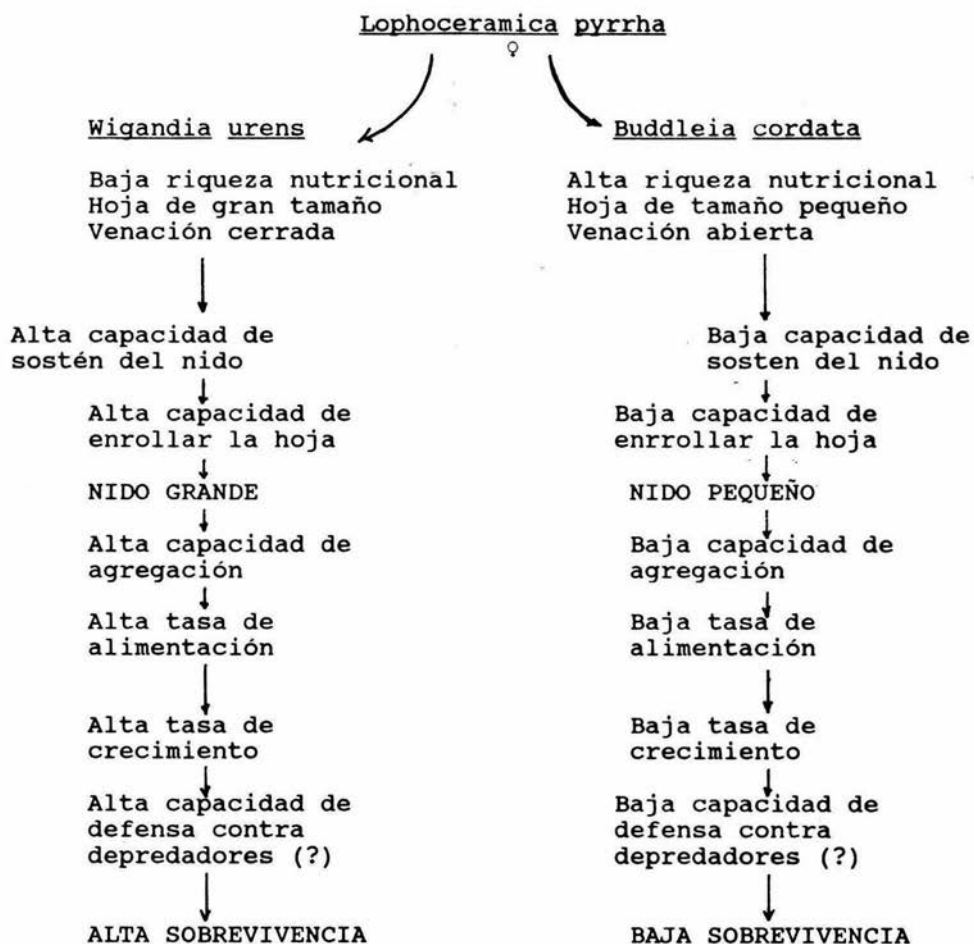 Lophoceramica pyrrha
♀
Wigandia urens
Baja riqueza nutricional
Hoja de gran tamaño
Venación cerrada
Alta capacidad de
sostén del nido
Alta capacidad de
enrollar la hoja
NIDO GRANDE
Alta capacidad de
agregación
Alta tasa de
alimentación
Alta tasa de
crecimiento
Alta capacidad de
defensa contra
depredadores (?)
ALTA SOBREVIVENCIA
Buddleia cordata
Alta riqueza nutricional
Hoja de tamaño pequeño
Venación abierta
Baja capacidad de
sosten del nido
Baja capacidad de
enrrollar la hoja
NIDO PEQUEÑO
Baja capacidad de
agregación
Baja tasa de
alimentación
Baja tasa de
crecimiento
Baja capacidad de
defensa contra
depredadores (?)
BAJA SOBREVIVENCIA